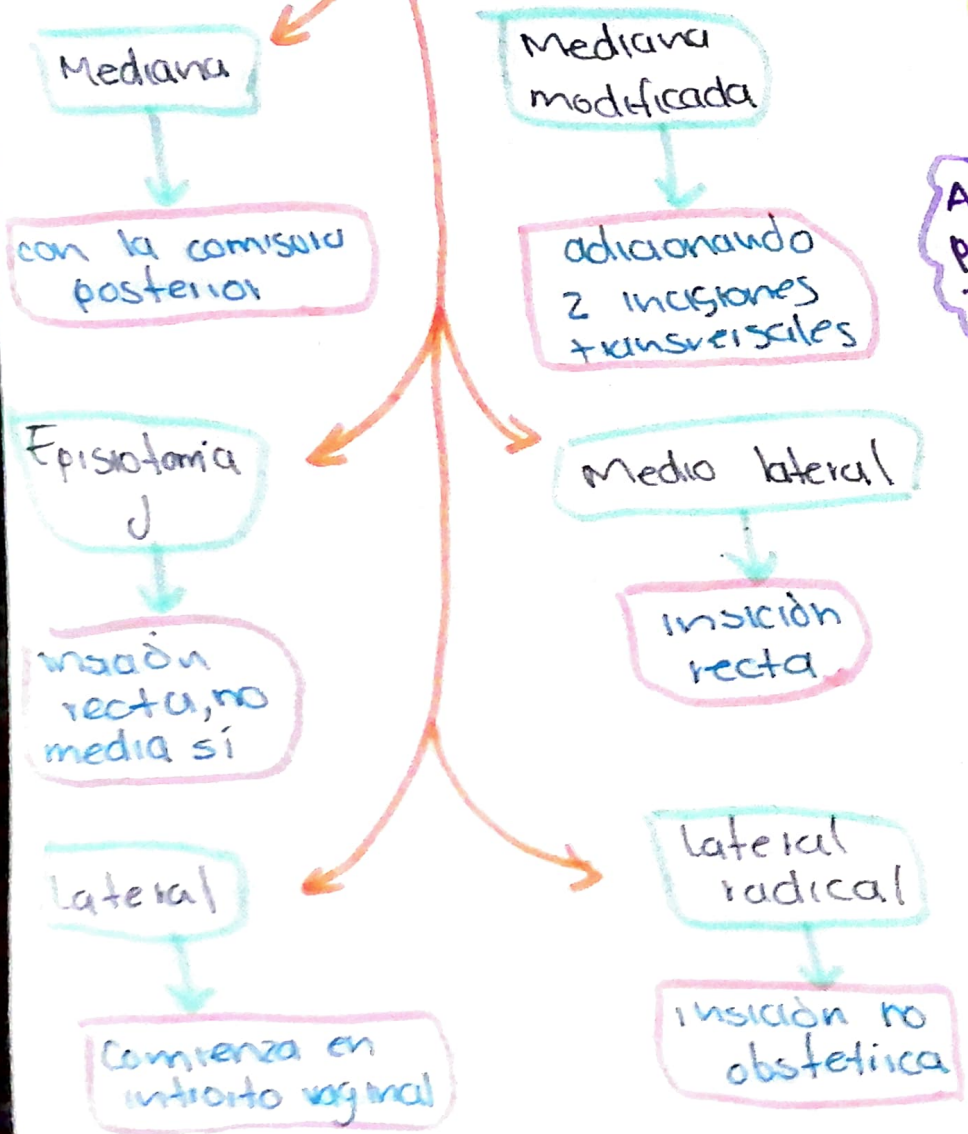 Mediana
Mediana
modificada
con la comisura
posterior
adicionando
2 incisiones
transversales
A
P
Episiotomia
J
Medio lateral
insición
recta, no
media sí
insición
recta
Lateral
Lateral
radical
Comienza en
introito vaginal
insición no
obstetrica